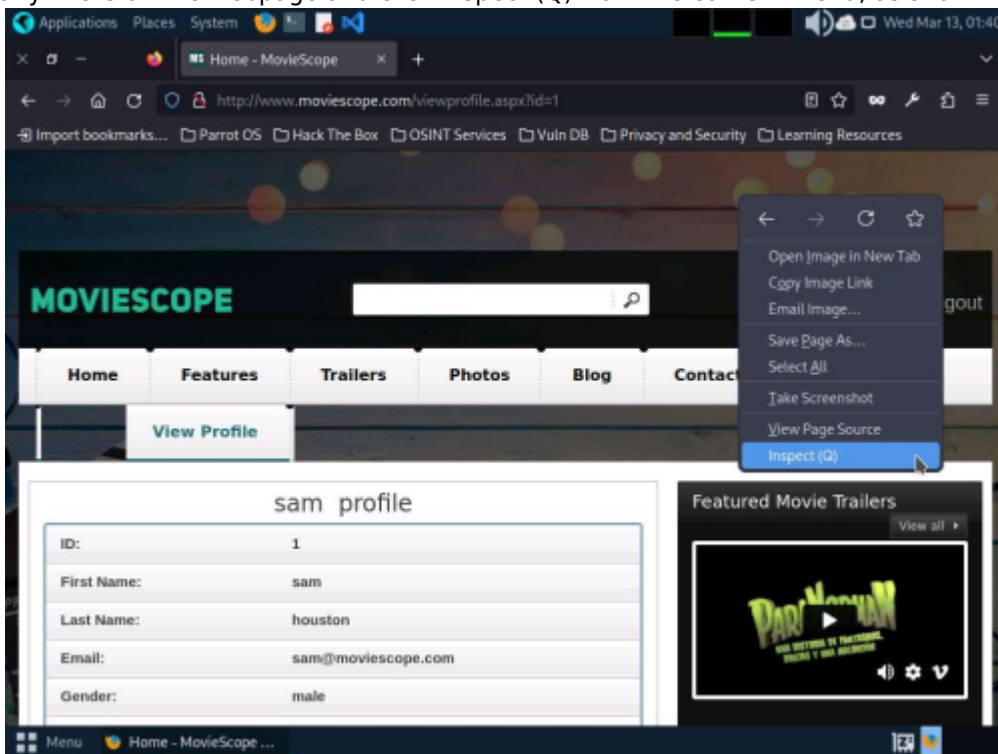 Applications Places System Wed Mar 13, 01:40
Home - MovieScope
http://www.moviescope.com/viewprofile.aspx?id=1
Import bookmarks... Parrot OS Hack The Box OSINT Services Vuln DB Privacy and Security Learning Resources
Open Image in New Tab
Copy Image Link
Email Image...
Save Page As...
Select All
Take Screenshot
View Page Source
Inspect (Q)
MOVIESCOPE
gout
Home Features Trailers Photos Blog Contact
View Profile
sam profile
ID: 1
First Name: sam
Last Name: houston
Email: sam@moviescope.com
Gender: male
Featured Movie Trailers
View all
PARANORMAN
Menu Home - MovieScope ...